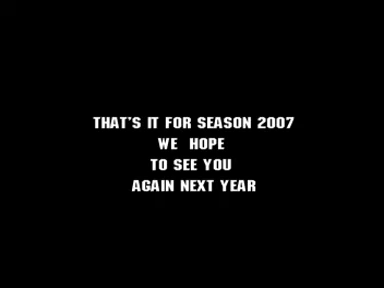 THAT'S IT FOR SEASON 2007
WE HOPE
TO SEE YOU
AGAIN NEXT YEAR